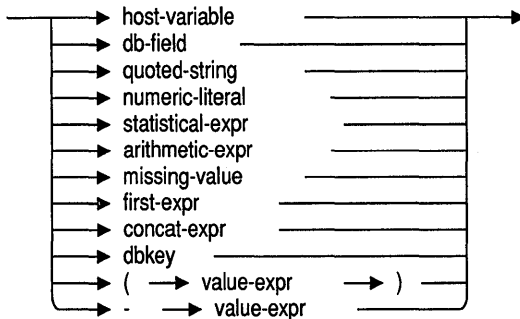 host-variable
db-field
quoted-string
numeric-literal
statistical-expr
arithmetic-expr
missing-value
first-expr
concat-expr
dbkey
( value-expr )
- value-expr